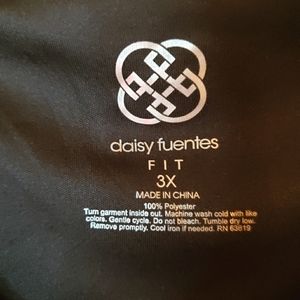 daisy fuentes
FIT
3X
MADE IN CHINA
100% Polyester
Turn garment inside out. Machine wash cold with like
colors. Gentle cycle. Do not bleach. Tumble dry low.
Remove promptly. Cool iron if needed. RN 63619